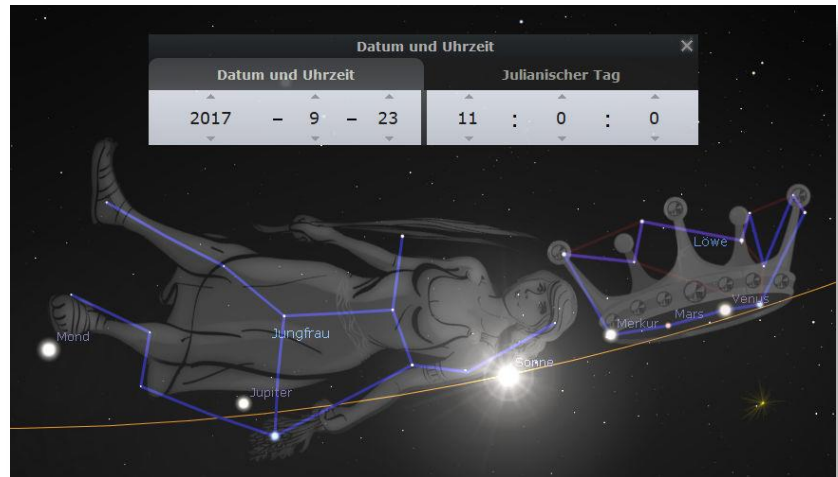 Datum und Uhrzeit
Datum und Uhrzeit
Julianischer Tag
2017 – 9 – 23
11 : 0 : 0
Löwe
Venus
Mars
Merkur
Jungfrau
Mond
Sonne
Jupiter